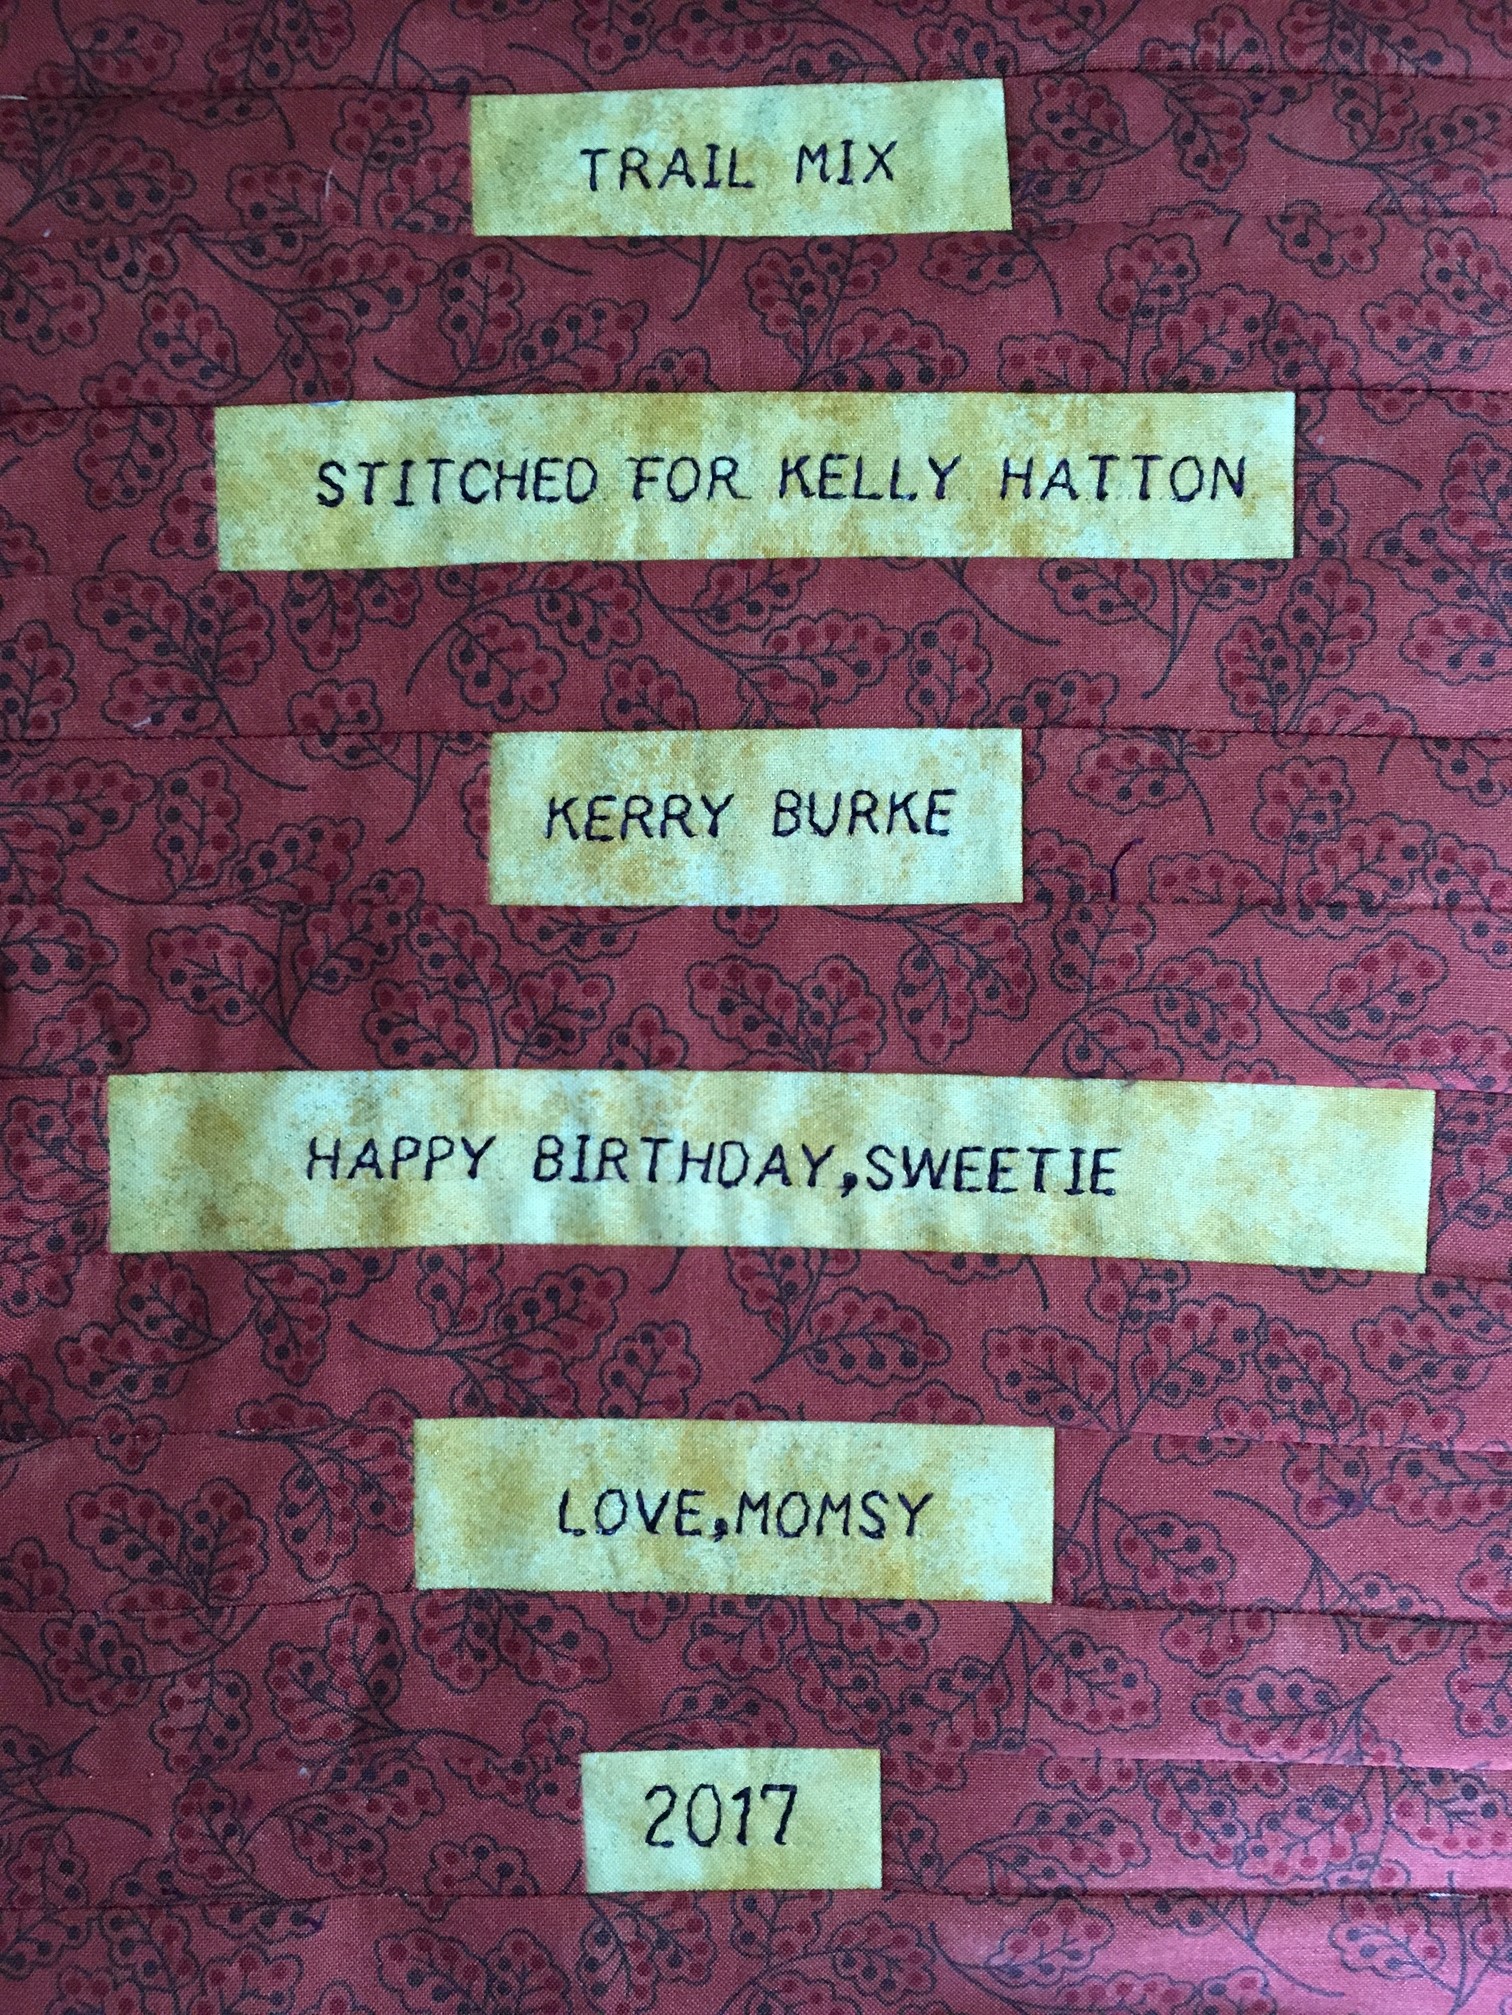 TRAIL MIX
STITCHED FOR KELLY HATTON
KERRY BURKE
HAPPY BIRTHDAY,SWEETIE
LOVE,MOMSY
2017